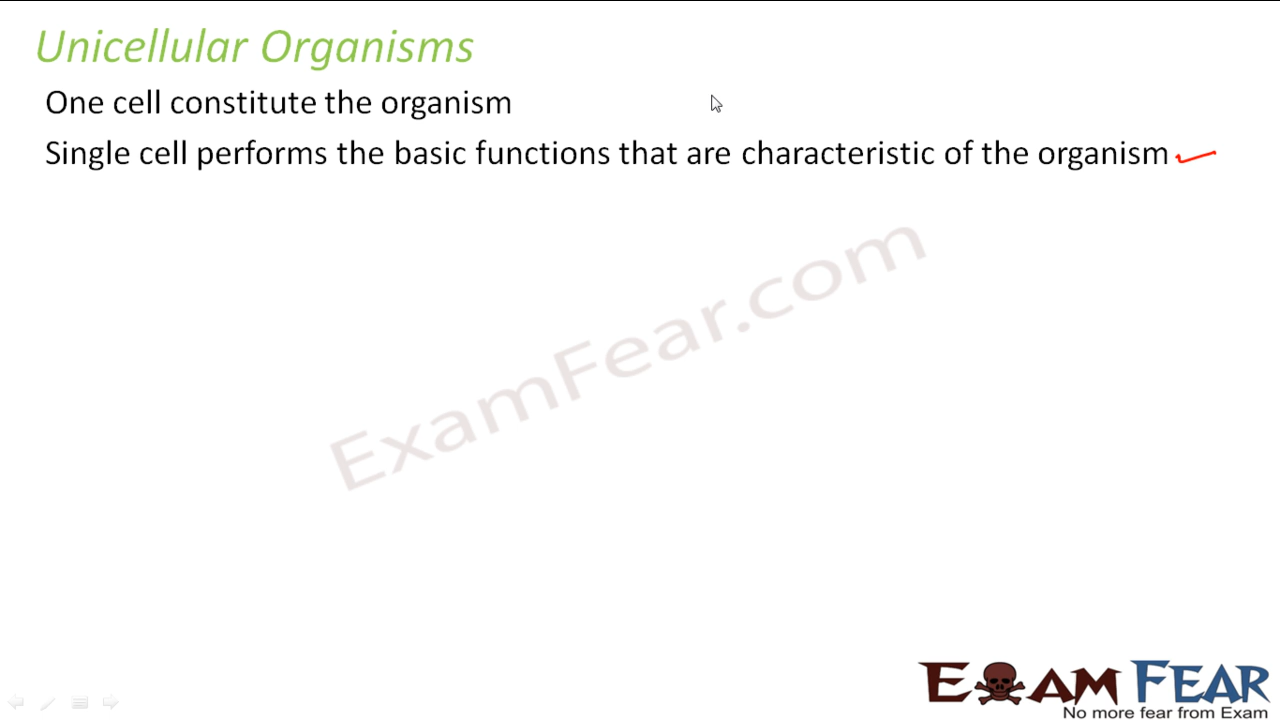 Unicellular Organisms
One cell constitute the organism
Single cell performs the basic functions that are characteristic of the organism
ExamFear.com
EXAM FEAR
No more fear from Exam